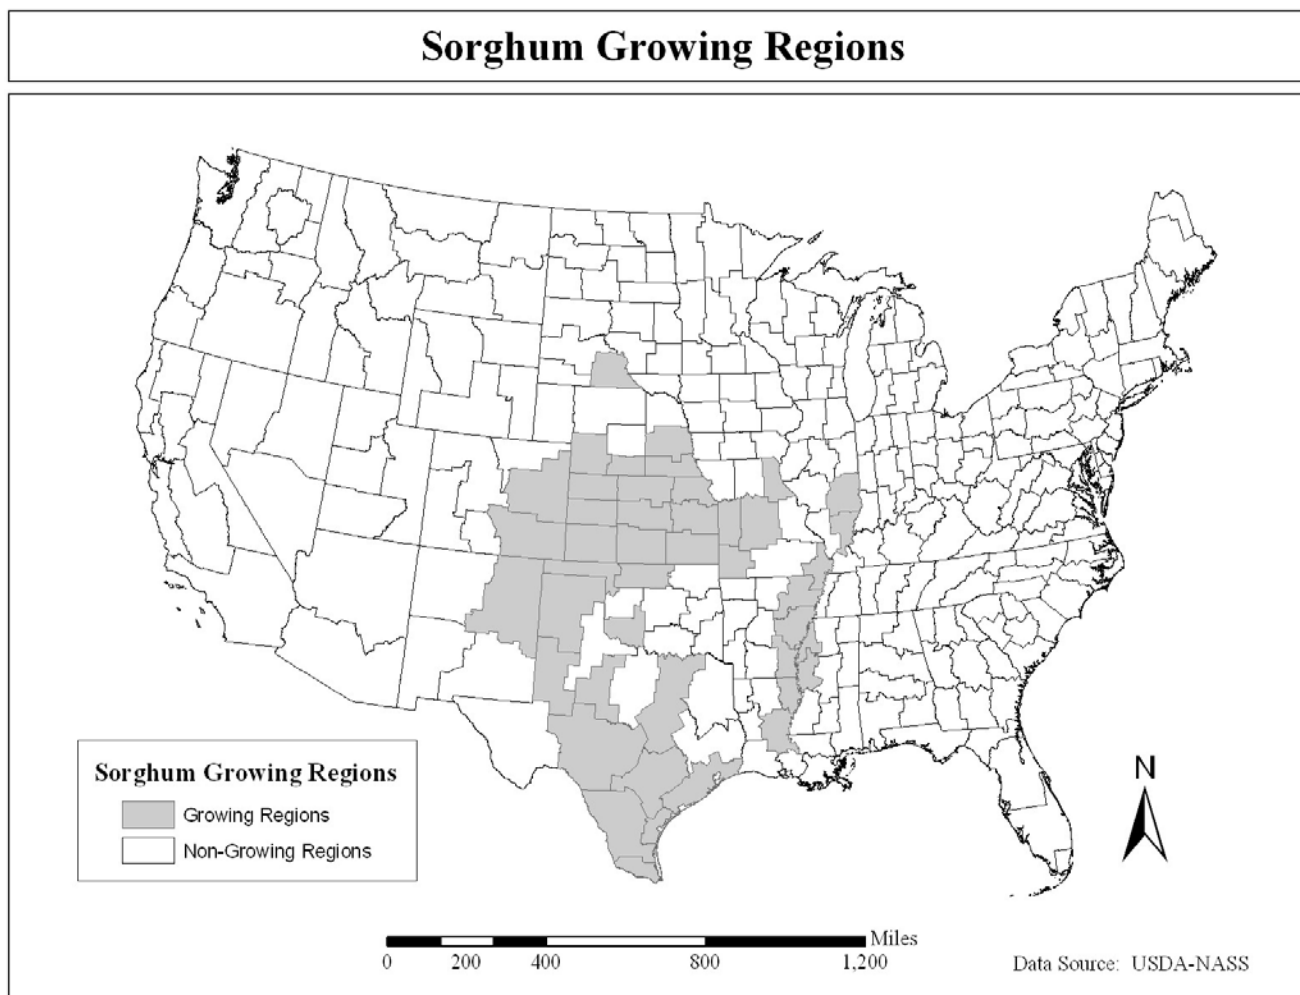 Sorghum Growing Regions
Sorghum Growing Regions
Growing Regions
Non-Growing Regions
N
Miles
0 200 400 800 1,200
Data Source: USDA-NASS